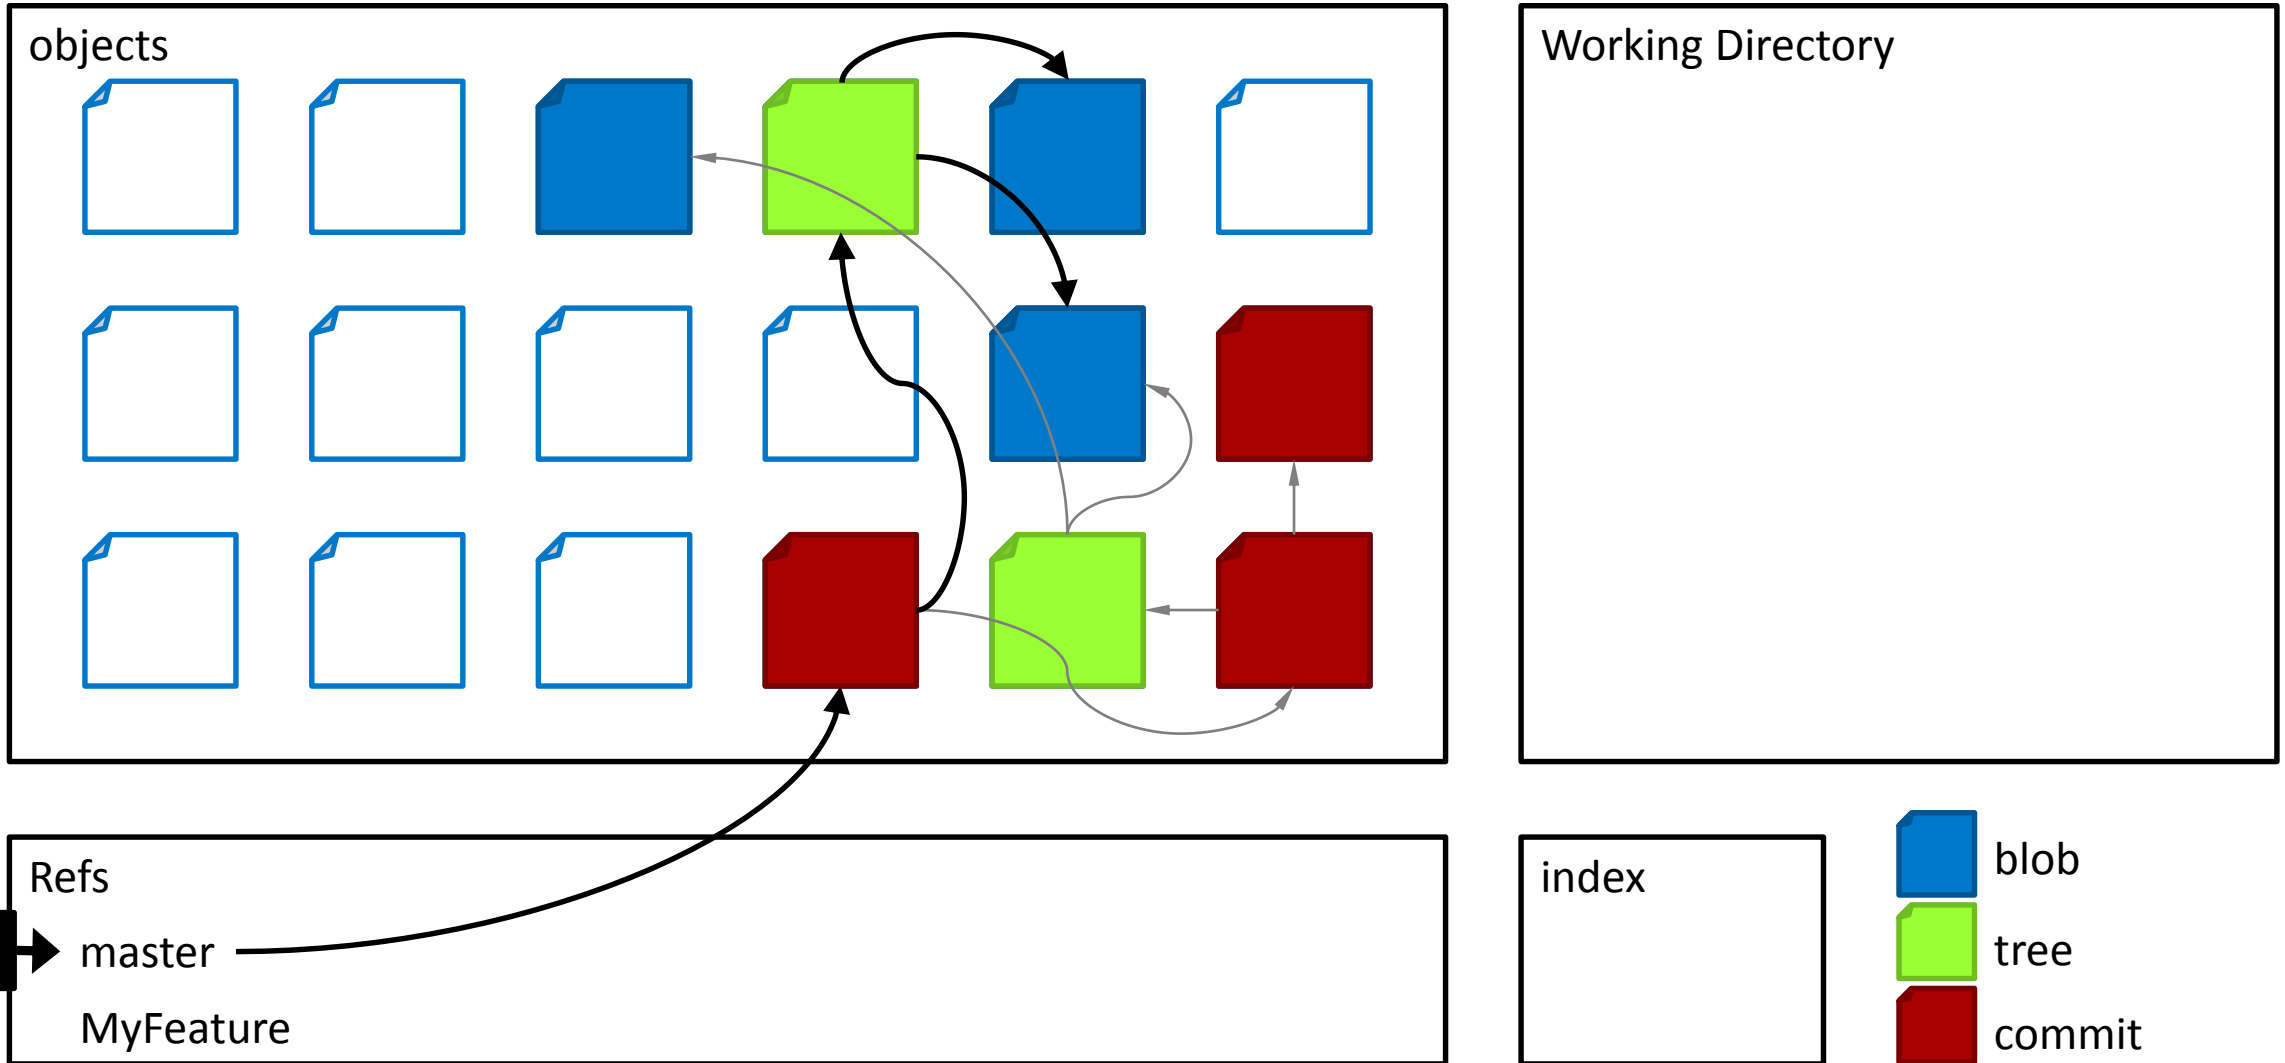 objects
Working Directory
Refs
master
MyFeature
index
blob
tree
commit